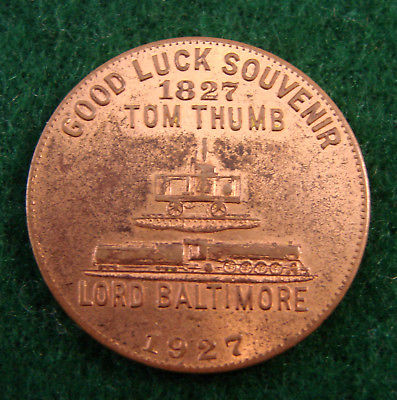 GOOD LUCK SOUVENIR
1827
TOM THUMB
LORD BALTIMORE
1927